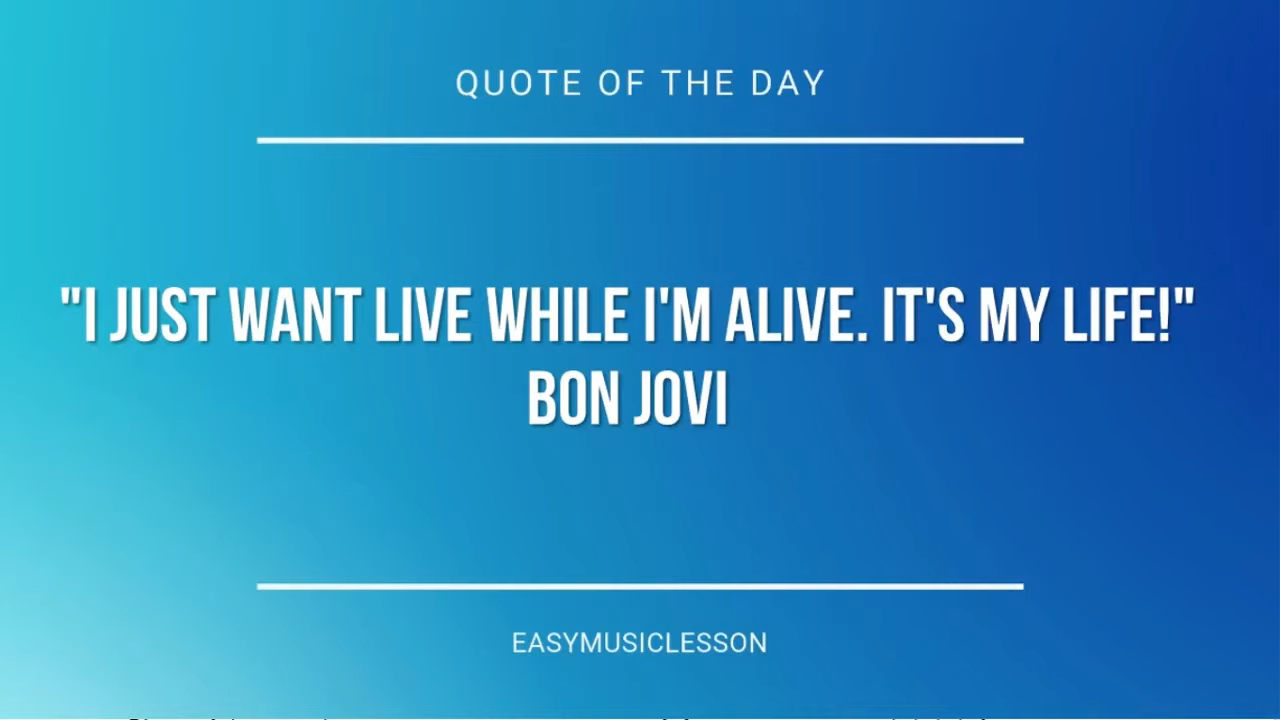 QUOTE OF THE DAY
"I JUST WANT LIVE WHILE I'M ALIVE. IT'S MY LIFE!"
BON JOVI
EASYMUSICLESSON